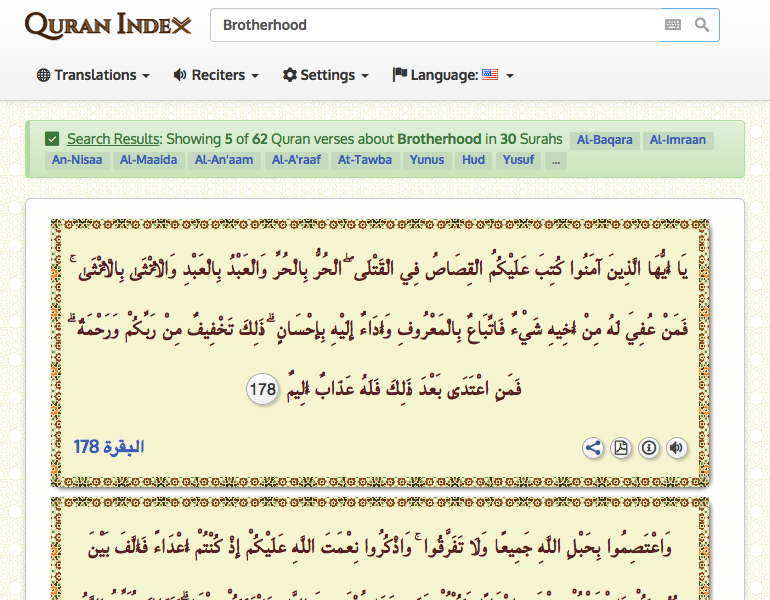 QURAN INDEX
Brotherhood
Translations Reciters Settings Language:
Search Results: Showing 5 of 62 Quran verses about Brotherhood in 30 Surahs Al-Baqara Al-Imraan
An-Nisaa Al-Maaida Al-An'aam Al-A'raaf At-Tawba Yunus Hud Yusuf ...
يَا أَيُّهَا الَّذِينَ آمَنُوا كُتِبَ عَلَيْكُمُ الْقِصَاصُ فِي الْقَتْلَى ۖ الْحُرُّ بِالْحُرِّ وَالْعَبْدُ بِالْعَبْدِ وَالْأُنْثَىٰ بِالْأُنْثَىٰ ۚ
فَمَنْ عُفِيَ لَهُ مِنْ أَخِيهِ شَيْءٌ فَاتِّبَاعٌ بِالْمَعْرُوفِ وَأَدَاءٌ إِلَيْهِ بِإِحْسَانٍ ۗ ذَٰلِكَ تَخْفِيفٌ مِنْ رَبِّكُمْ وَرَحْمَةٌ ۗ
فَمَنِ اعْتَدَى بَعْدَ ذَٰلِكَ فَلَهُ عَذَابٌ أَلِيمٌ 178
البقرة 178
وَاعْتَصِمُوا بِحَبْلِ اللَّهِ جَمِيعًا وَلَا تَفَرَّقُوا ۚ وَاذْكُرُوا نِعْمَتَ اللَّهِ عَلَيْكُمْ إِذْ كُنْتُمْ أَعْدَاءً فَأَلَّفَ بَيْنَ